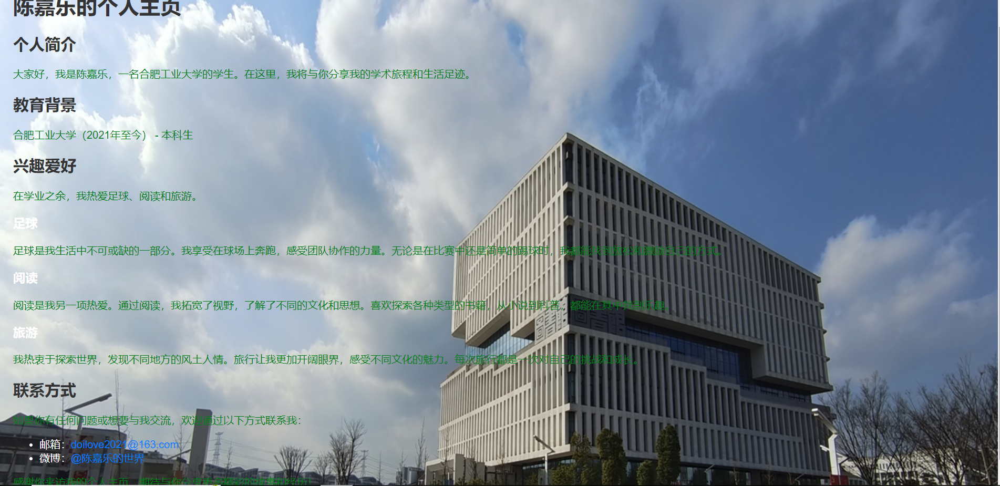 陈嘉乐的个人主页
个人简介
大家好，我是陈嘉乐，一名合肥工业大学的学生。在这里，我将与你分享我的学术旅程和生活足迹。
教育背景
合肥工业大学（2021年至今） - 本科生
兴趣爱好
在学业之余，我热爱足球、阅读和旅游。
足球
足球是我生活中不可或缺的一部分。我享受在球场上奔跑，感受团队协作的力量。无论是在比赛中还是简单的踢球时，我都能找到放松和激励自己的方式。
阅读
阅读是我另一项热爱。通过阅读，我拓宽了视野，了解了不同的文化和思想。喜欢探索各种类型的书籍，从小说到科普，都能在其中找到乐趣。
旅游
我热衷于探索世界，发现不同地方的风土人情。旅行让我更加开阔眼界，感受不同文化的魅力。每次旅行都是一次对自己的挑战和成长。
联系方式
如果你有任何问题或想要与我交流，欢迎通过以下方式联系我：
• 邮箱：doilove2021@163.com
• 微博：@陈嘉乐的世界
感谢你来访我的个人主页，期待与你分享更多精彩的故事和经历！